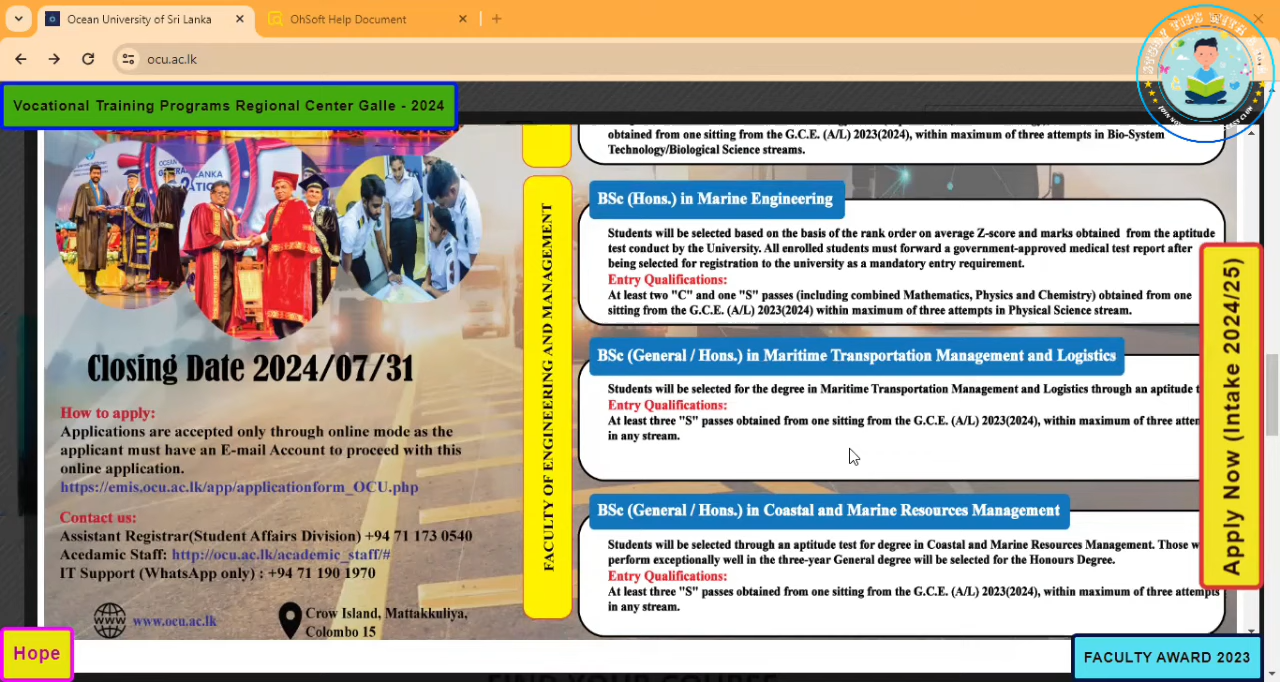 Ocean University of Sri Lanka
OhSoft Help Document
ocu.ac.lk
STUDY TIPS WITH
Vocational Training Programs Regional Center Galle - 2024
obtained from one sitting from the G.C.E. (A/L) 2023(2024), within maximum of three attempts in Bio-System
Technology/Biological Science streams.
FACULTY OF ENGINEERING AND MANAGEMENT
BSc (Hons.) in Marine Engineering
Students will be selected based on the basis of the rank order on average Z-score and marks obtained from the aptitude
test conduct by the University. All enrolled students must forward a government-approved medical test report after
being selected for registration to the university as a mandatory entry requirement.
Entry Qualifications:
At least two "C" and one "S" passes (including combined Mathematics, Physics and Chemistry) obtained from one
sitting from the G.C.E. (A/L) 2023(2024) within maximum of three attempts in Physical Science stream.
BSc (General / Hons.) in Maritime Transportation Management and Logistics
Students will be selected for the degree in Maritime Transportation Management and Logistics through an aptitude t
Entry Qualifications:
At least three "S" passes obtained from one sitting from the G.C.E. (A/L) 2023(2024), within maximum of three attem
in any stream.
BSc (General / Hons.) in Coastal and Marine Resources Management
Students will be selected through an aptitude test for degree in Coastal and Marine Resources Management. Those w
perform exceptionally well in the three-year General degree will be selected for the Honours Degree.
Entry Qualifications:
At least three "S" passes obtained from one sitting from the G.C.E. (A/L) 2023(2024), within maximum of three attempts
in any stream.
Closing Date 2024/07/31
How to apply:
Applications are accepted only through online mode as the
applicant must have an E-mail Account to proceed with this
online application.
https://emis.ocu.ac.lk/app/applicationform_OCU.php
Contact us:
Assistant Registrar(Student Affairs Division) +94 71 173 0540
Acedamic Staff: http://ocu.ac.lk/academic_staff/#
IT Support (WhatsApp only) : +94 71 190 1970
www
www.ocu.ac.lk
Crow Island, Mattakkuliya,
Colombo 15
Apply Now (Intake 2024/25)
Hope
FACULTY AWARD 2023